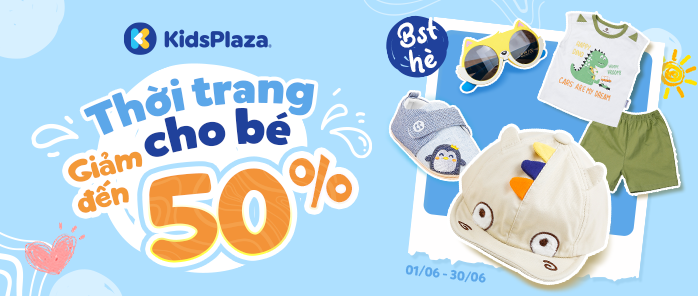 KidsPlaza®
Thời trang
cho bé
Giảm
đến
50%
Bst
hè
CARS ARE MY DREAM
01/06 - 30/06